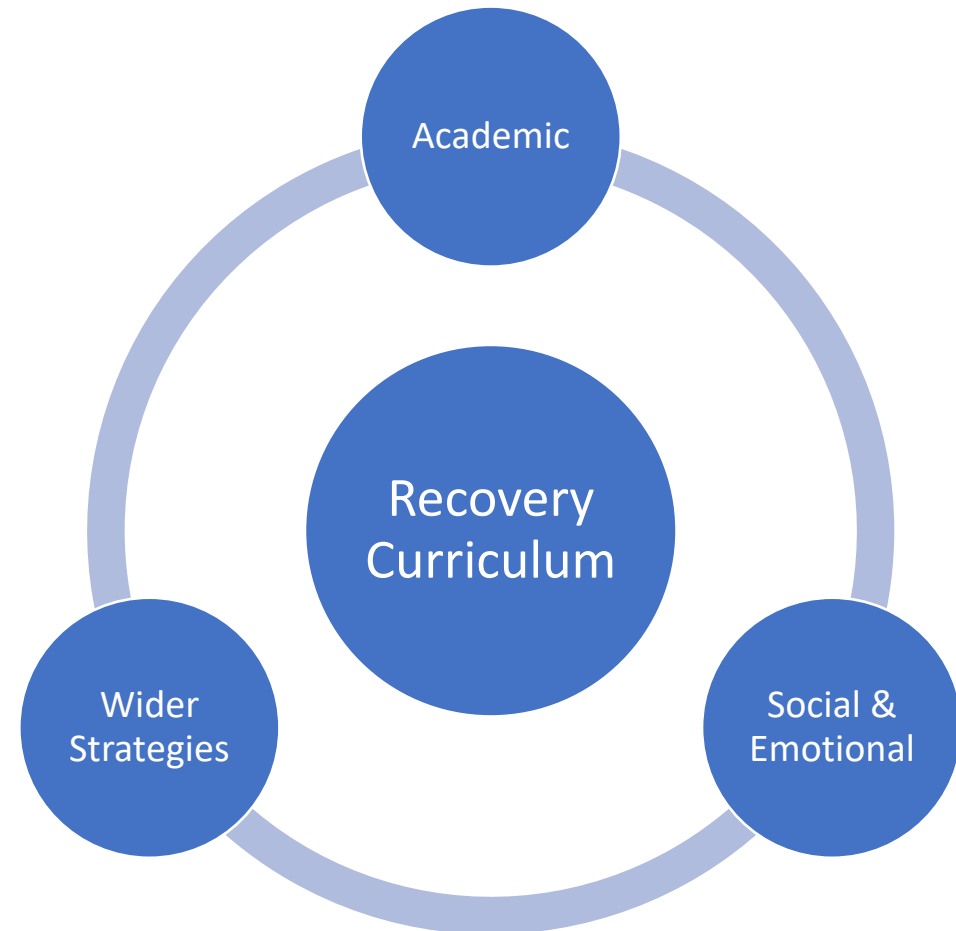 Academic
Recovery
Curriculum
Wider
Strategies
Social &
Emotional